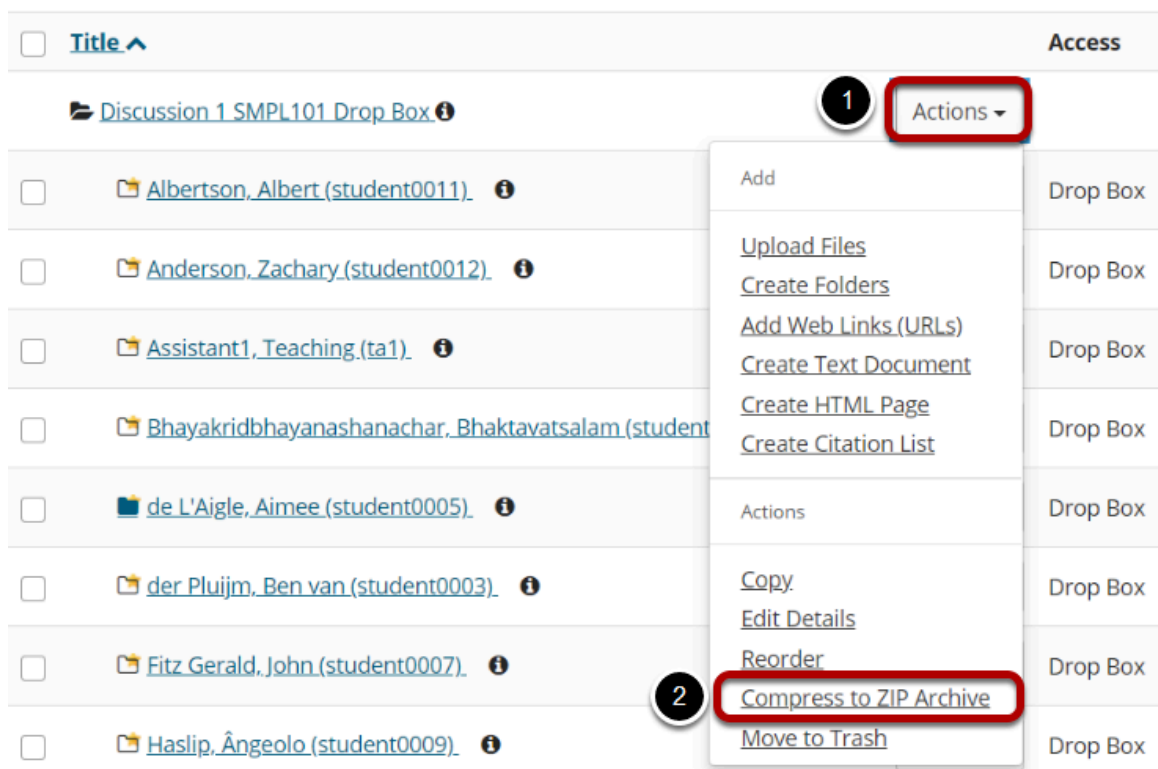 Title Access
Discussion 1 SMPL101 Drop Box 1 Actions
Albertson, Albert (student0011) Add Drop Box
Upload Files
Anderson, Zachary (student0012) Create Folders Drop Box
Add Web Links (URLs)
Assistant1, Teaching (ta1) Create Text Document Drop Box
Create HTML Page
Bhayakridbhayanashanachar, Bhaktavatsalam (student Create Citation List Drop Box
de L'Aigle, Aimee (student0005) Actions Drop Box
der Pluijm, Ben van (student0003) Copy Drop Box
Edit Details
Fitz Gerald, John (student0007) Reorder Drop Box
2 Compress to ZIP Archive
Haslip, Ângeolo (student0009) Move to Trash Drop Box